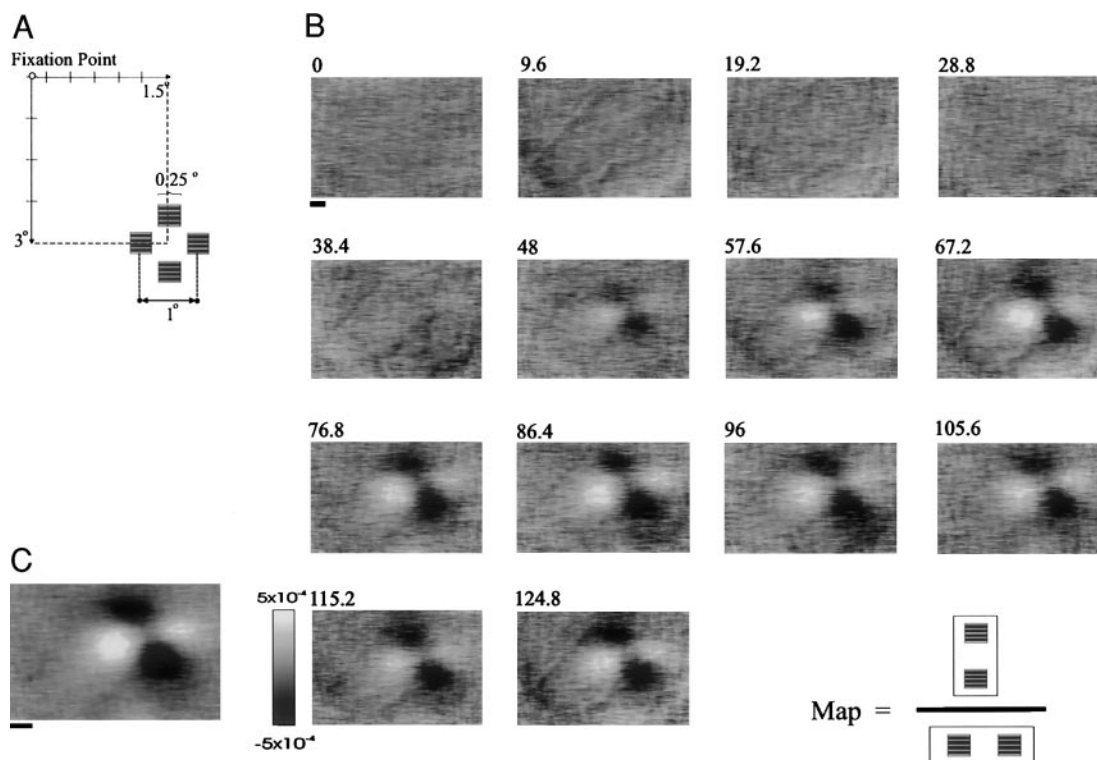 A
Fixation Point
1.5°
0.25 °
3°
1°
B
0
9.6
19.2
28.8
38.4
48
57.6
67.2
76.8
86.4
96
105.6
C
5x10⁻⁴
-5x10⁻⁴
115.2
124.8
Map =